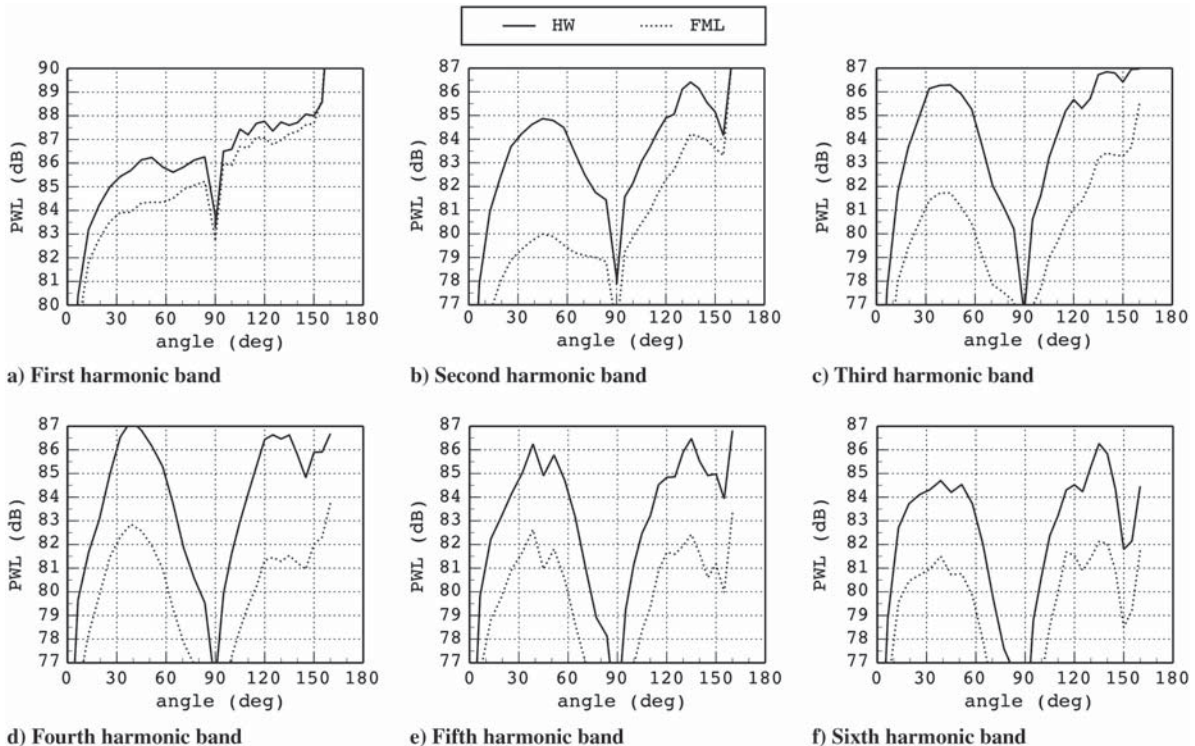 HW FML
90
89
88
87
86
85
84
83
82
81
80
PWL (dB)
0 30 60 90 120 150 180
angle (deg)
a) First harmonic band
87
86
85
84
83
82
81
80
79
78
77
PWL (dB)
0 30 60 90 120 150 180
angle (deg)
b) Second harmonic band
87
86
85
84
83
82
81
80
79
78
77
PWL (dB)
0 30 60 90 120 150 180
angle (deg)
c) Third harmonic band
87
86
85
84
83
82
81
80
79
78
77
PWL (dB)
0 30 60 90 120 150 180
angle (deg)
d) Fourth harmonic band
87
86
85
84
83
82
81
80
79
78
77
PWL (dB)
0 30 60 90 120 150 180
angle (deg)
e) Fifth harmonic band
87
86
85
84
83
82
81
80
79
78
77
PWL (dB)
0 30 60 90 120 150 180
angle (deg)
f) Sixth harmonic band